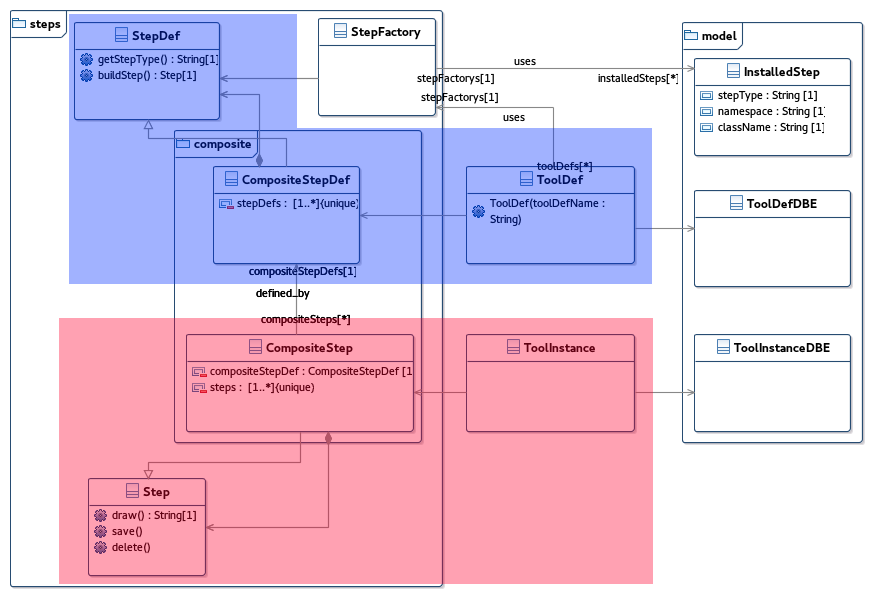 steps
StepDef
getStepType() : String[1]
buildStep() : Step[1]
StepFactory
uses
stepFactorys[1]
installedSteps[*]
stepFactorys[1]
uses
model
InstalledStep
stepType : String [1]
namespace : String [1]
className : String [1]
composite
CompositeStepDef
stepDefs : [1..*]{unique}
toolDefs[*]
ToolDef
ToolDef(toolDefName :
String)
ToolDefDBE
compositeStepDefs[1]
defined_by
compositeSteps[*]
CompositeStep
compositeStepDef : CompositeStepDef [1
steps : [1..*]{unique)
ToolInstance
ToolInstanceDBE
Step
draw() : String[1]
save()
delete()